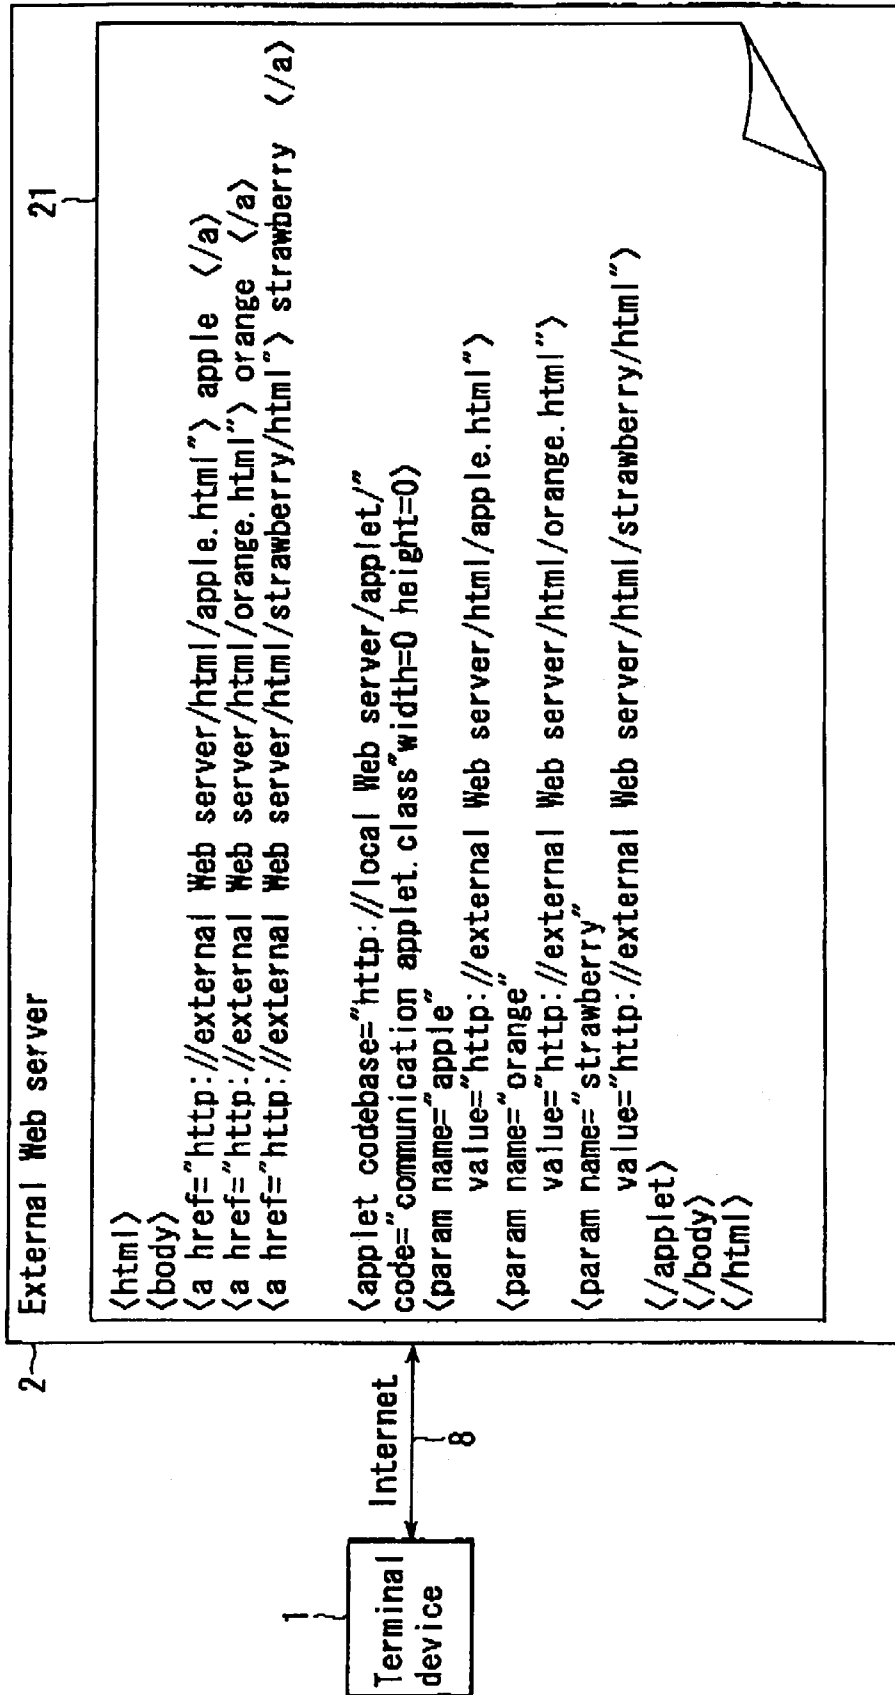 External Web server
2
21
<html>
<body>
<a href="http://external Web server/html/apple.html"> apple </a>
<a href="http://external Web server/html/orange.html"> orange </a>
<a href="http://external Web server/html/strawberry/html"> strawberry </a>
<applet codebase="http://local Web server/applet/"
code="communication applet.class"width=0 height=0>
<param name="apple"
value="http://external Web server/html/apple.html">
<param name="orange"
value="http://external Web server/html/orange.html">
<param name="strawberry"
value="http://external Web server/html/strawberry/html">
</applet>
</body>
</html>
Internet
8
1
Terminal
device